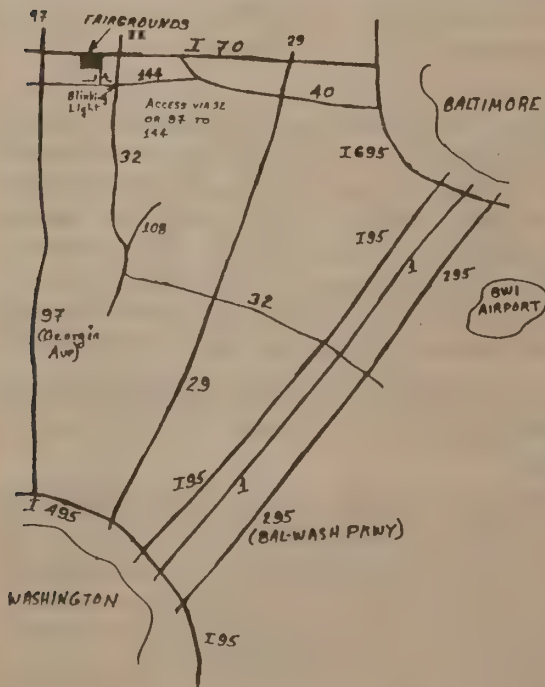 97
FAIRGROUNDS
I 70
29
144
40
Blinking
Light
ACCESS VIA 32
OR 97 TO
144
BALTIMORE
32
I695
108
I95
1
295
BWI
AIRPORT
97
(Georgia
Ave)
32
29
I95
1
295
(BAL-WASH PKWY)
I 495
WASHINGTON
I95